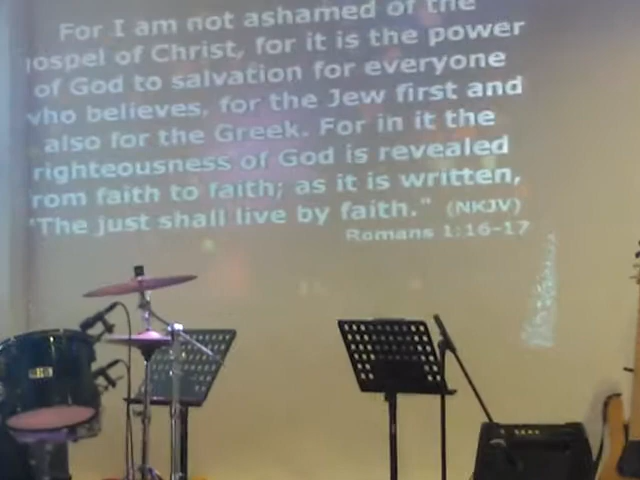 For I am not ashamed of the
gospel of Christ, for it is the power
of God to salvation for everyone
who believes, for the Jew first and
also for the Greek. For in it the
righteousness of God is revealed
from faith to faith; as it is written,
"The just shall live by faith." (NKJV)
Romans 1:16-17